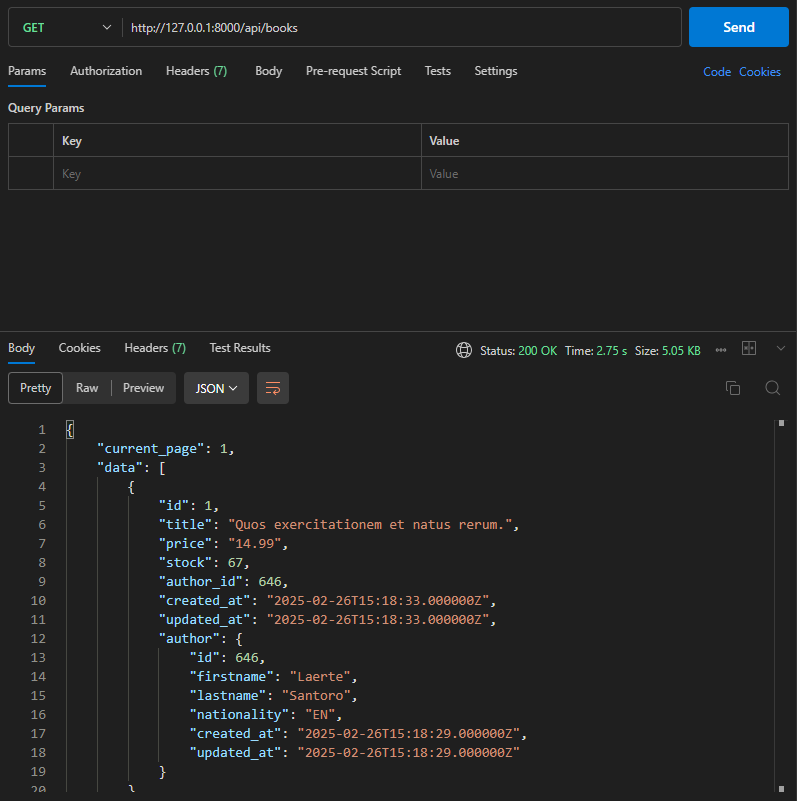 GET http://127.0.0.1:8000/api/books Send
Params Authorization Headers (7) Body Pre-request Script Tests Settings Code Cookies
Query Params
Key Value
Key Value
Body Cookies Headers (7) Test Results Status: 200 OK Time: 2.75 s Size: 5.05 KB
Pretty Raw Preview JSON
1 {
2 "current_page": 1,
3 "data": [
4 {
5 "id": 1,
6 "title": "Quos exercitationem et natus rerum.",
7 "price": "14.99",
8 "stock": 67,
9 "author_id": 646,
10 "created_at": "2025-02-26T15:18:33.000000Z",
11 "updated_at": "2025-02-26T15:18:33.000000Z",
12 "author": {
13 "id": 646,
14 "firstname": "Laerte",
15 "lastname": "Santoro",
16 "nationality": "EN",
17 "created_at": "2025-02-26T15:18:29.000000Z",
18 "updated_at": "2025-02-26T15:18:29.000000Z"
19 }
20 }